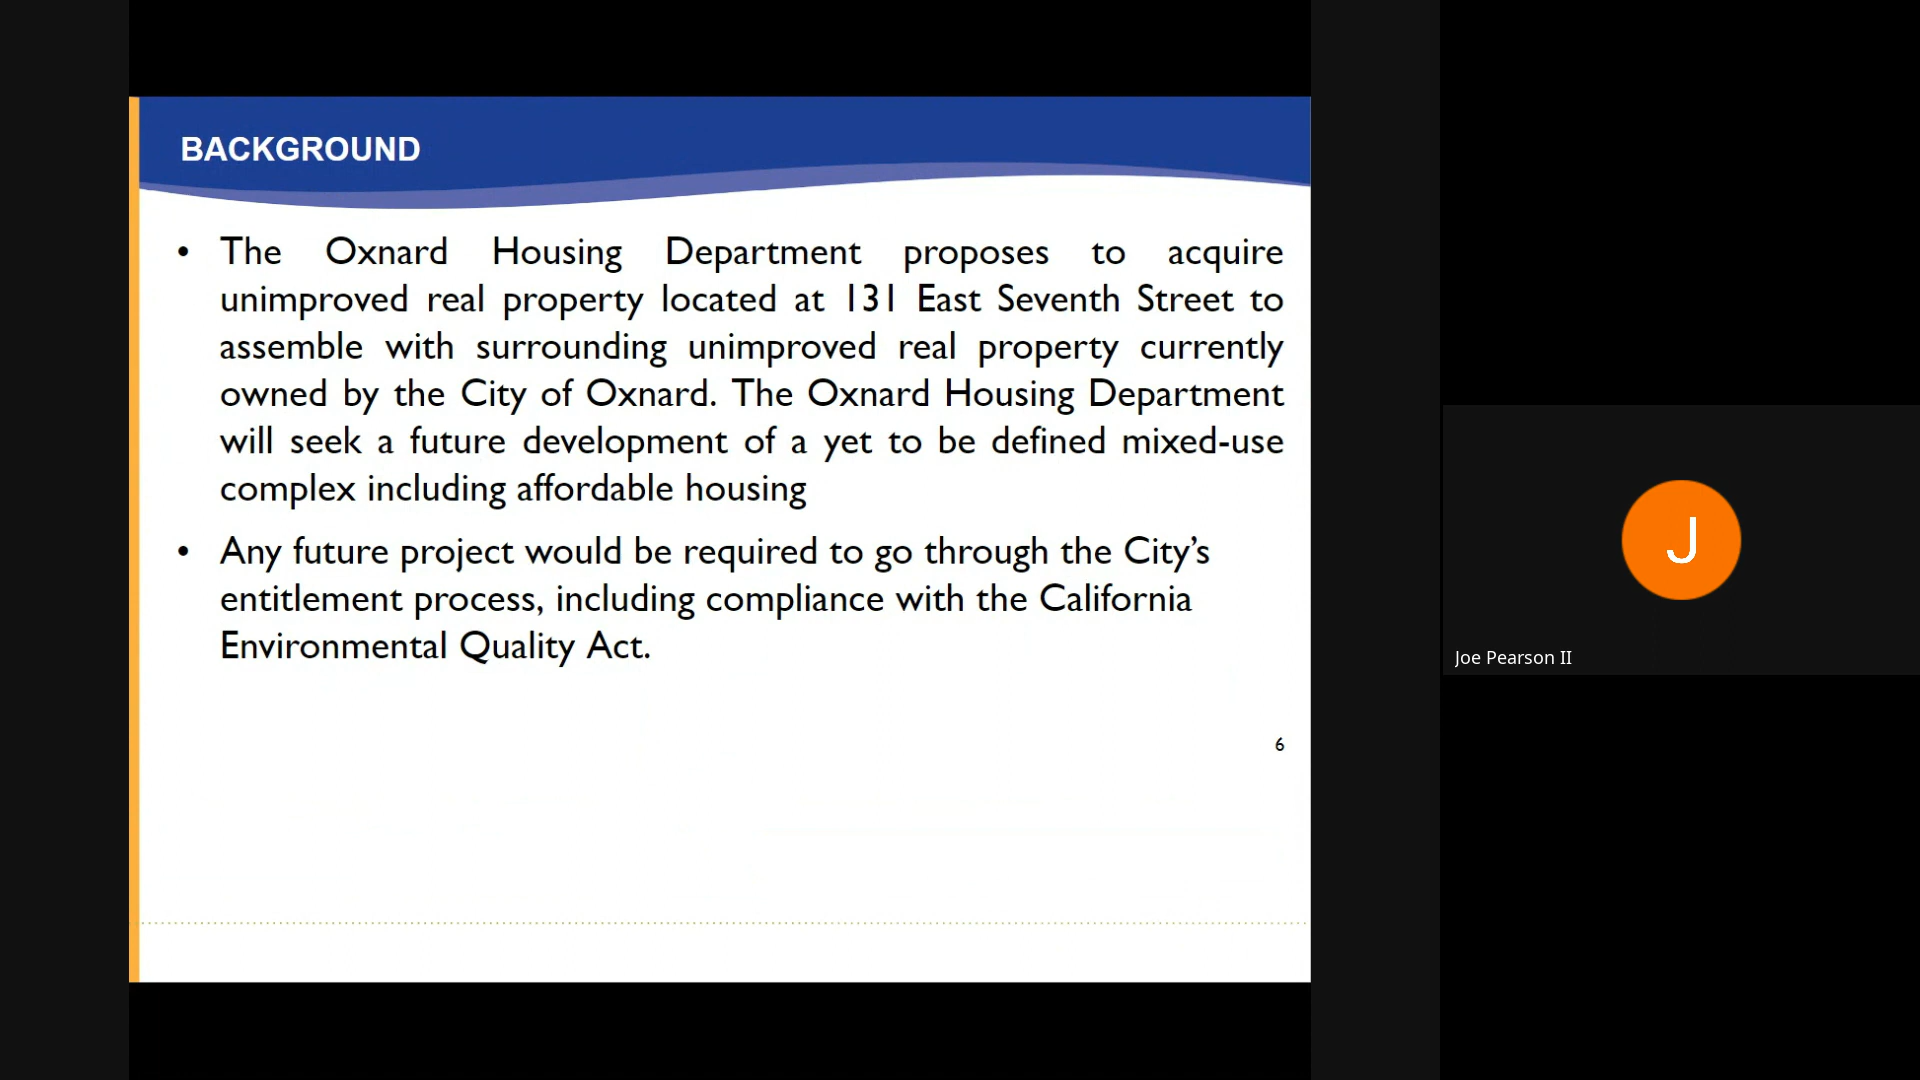 BACKGROUND
• The Oxnard Housing Department proposes to acquire
unimproved real property located at 131 East Seventh Street to
assemble with surrounding unimproved real property currently
owned by the City of Oxnard. The Oxnard Housing Department
will seek a future development of a yet to be defined mixed-use
complex including affordable housing
• Any future project would be required to go through the City’s
entitlement process, including compliance with the California
Environmental Quality Act.
6
J
Joe Pearson II